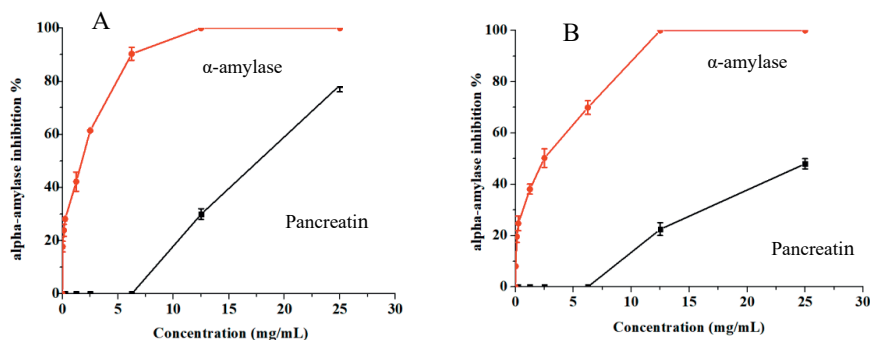 A
alpha-amylase inhibition %
100
80
60
40
20
0
α-amylase
Pancreatin
0
5
10
15
20
25
30
Concentration (mg/mL)
B
alpha-amylase inhibition %
100
80
60
40
20
0
α-amylase
Pancreatin
0
5
10
15
20
25
30
Concentration (mg/mL)